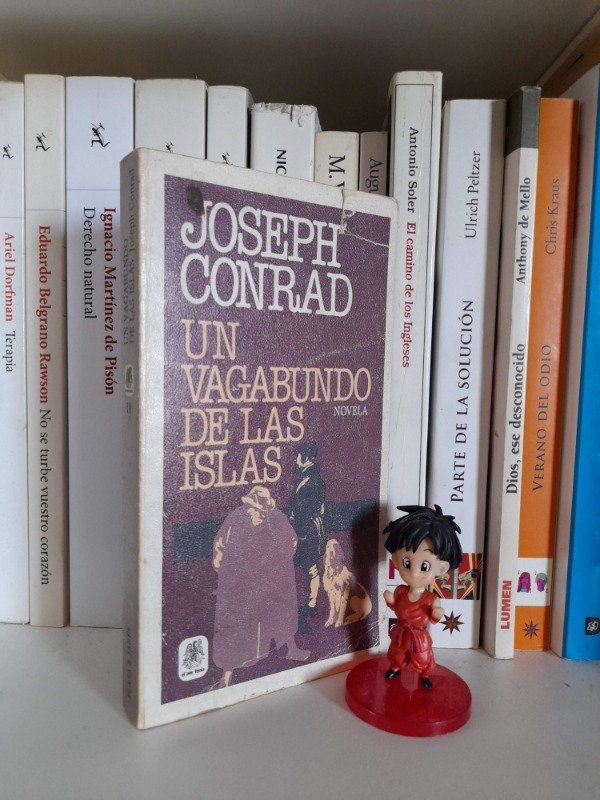 JOSEPH
CONRAD
UN
VAGABUNDO
DE LAS
ISLAS
NOVELA
Ariel Dorfman Terapia
Eduardo Belgrano Rawson No se turbe vuestro corazón
Ignacio Martínez de Pisón
Derecho natural
NIC
M.
Augu
Antonio Soler El camino de los Ingleses
Ulrich Peltzer PARTE DE LA SOLUCIÓN
Anthony de Mello Dios, ese desconocido
LUMEN
Chris Kraus VERANO DEL ODIO